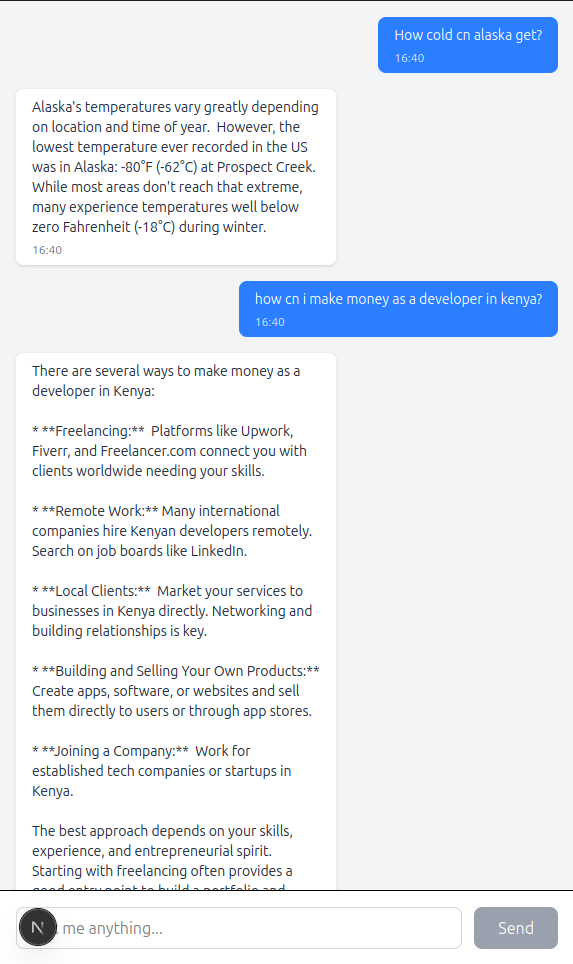 How cold cn alaska get?
16:40
Alaska's temperatures vary greatly depending
on location and time of year.  However, the
lowest temperature ever recorded in the US
was in Alaska: -80°F (-62°C) at Prospect Creek.
While most areas don't reach that extreme,
many experience temperatures well below
zero Fahrenheit (-18°C) during winter.
16:40
how cn i make money as a developer in kenya?
16:40
There are several ways to make money as a
developer in Kenya:
* **Freelancing:**  Platforms like Upwork,
Fiverr, and Freelancer.com connect you with
clients worldwide needing your skills.
* **Remote Work:** Many international
companies hire Kenyan developers remotely.
Search on job boards like LinkedIn.
* **Local Clients:**  Market your services to
businesses in Kenya directly. Networking and
building relationships is key.
* **Building and Selling Your Own Products:**
Create apps, software, or websites and sell
them directly to users or through app stores.
* **Joining a Company:**  Work for
established tech companies or startups in
Kenya.
The best approach depends on your skills,
experience, and entrepreneurial spirit.
Starting with freelancing often provides a
good entry point to build a portfolio and
N
me anything...
Send